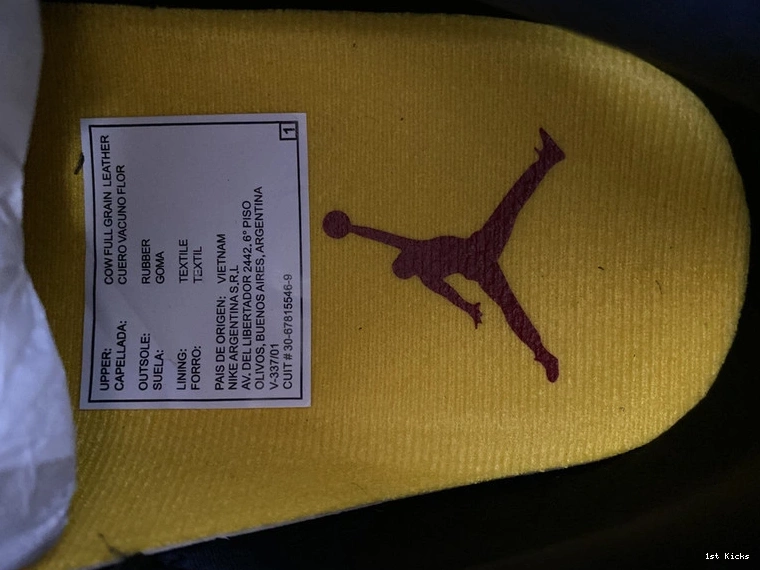 1
UPPER: COW FULL GRAIN LEATHER
CAPELLADA: CUERO VACUNO FLOR
OUTSOLE: RUBBER
SUELA: GOMA
LINING: TEXTILE
FORRO: TEXTIL
PAIS DE ORIGEN: VIETNAM
NIKE ARGENTINA S.R.L
AV. DEL LIBERTADOR 2442, 6° PISO
OLIVOS, BUENOS AIRES, ARGENTINA
V-337/01
CUIT # 30-67815546-9
1st Kicks